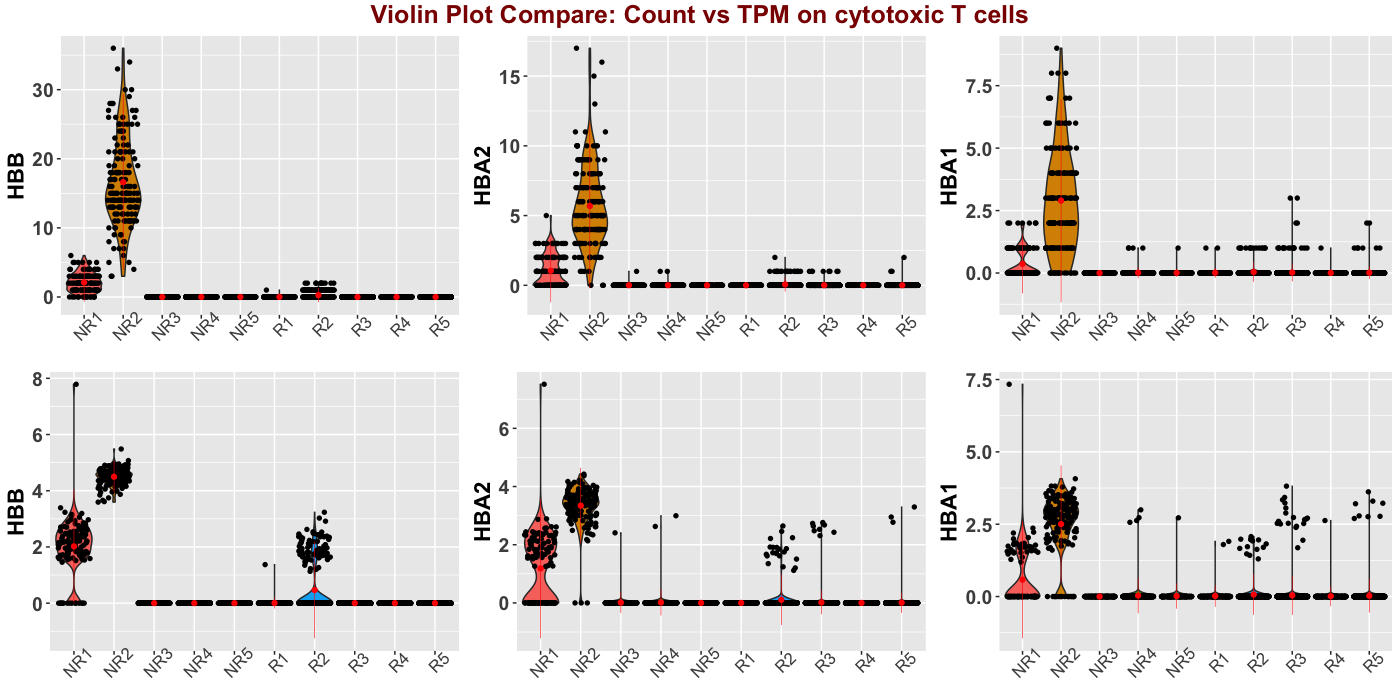 Violin Plot Compare: Count vs TPM on cytotoxic T cells
HBB
30
20
10
0
NR1 NR2 NR3 NR4 NR5 R1 R2 R3 R4 R5
HBA2
15
10
5
0
NR1 NR2 NR3 NR4 NR5 R1 R2 R3 R4 R5
HBA1
7.5
5.0
2.5
0.0
NR1 NR2 NR3 NR4 NR5 R1 R2 R3 R4 R5
HBB
8
6
4
2
0
NR1 NR2 NR3 NR4 NR5 R1 R2 R3 R4 R5
HBA2
6
4
2
0
NR1 NR2 NR3 NR4 NR5 R1 R2 R3 R4 R5
HBA1
7.5
5.0
2.5
0.0
NR1 NR2 NR3 NR4 NR5 R1 R2 R3 R4 R5